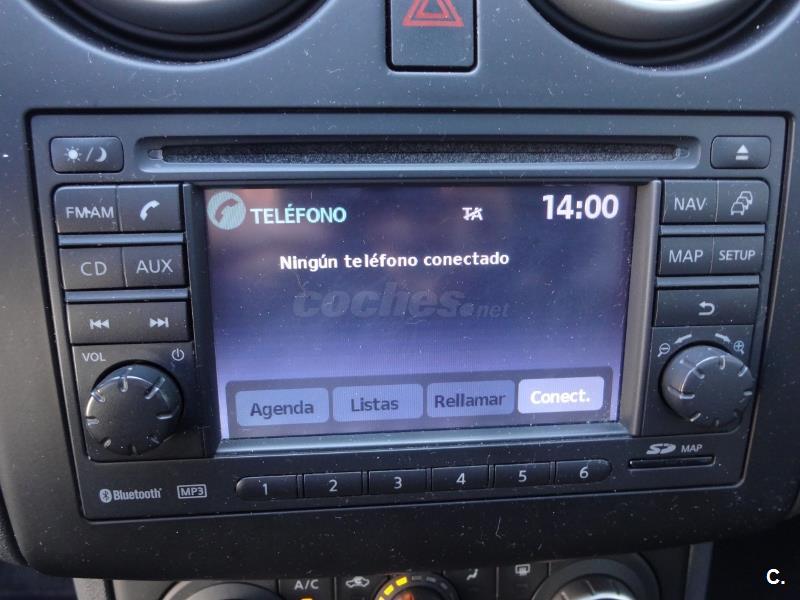 FM•AM
NAV
TELÉFONO
TA
14:00
CD
AUX
MAP
SETUP
Ningún teléfono conectado
coches.net
VOL
Agenda
Listas
Rellamar
Conect.
SD
MAP
Bluetooth
MP3
1
2
3
4
5
6
A/C
C.